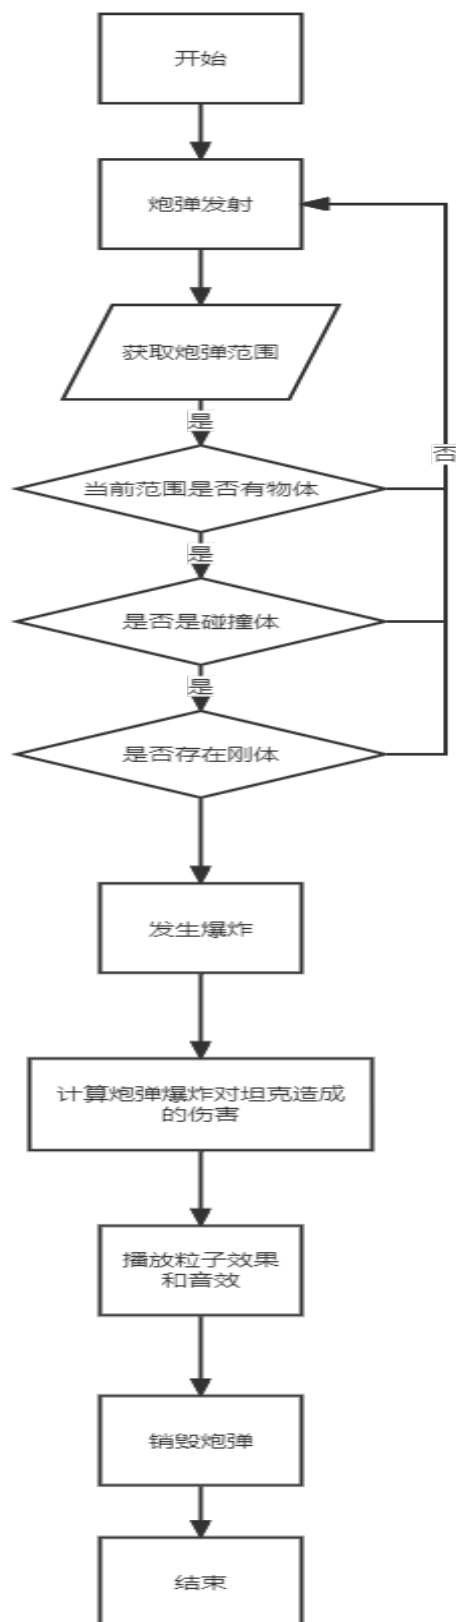 开始
炮弹发射
获取炮弹范围
是
否
当前范围是否有物体
是
是否是碰撞体
是
是否存在刚体
发生爆炸
计算炮弹爆炸对坦克造成
的伤害
播放粒子效果
和音效
销毁炮弹
结束